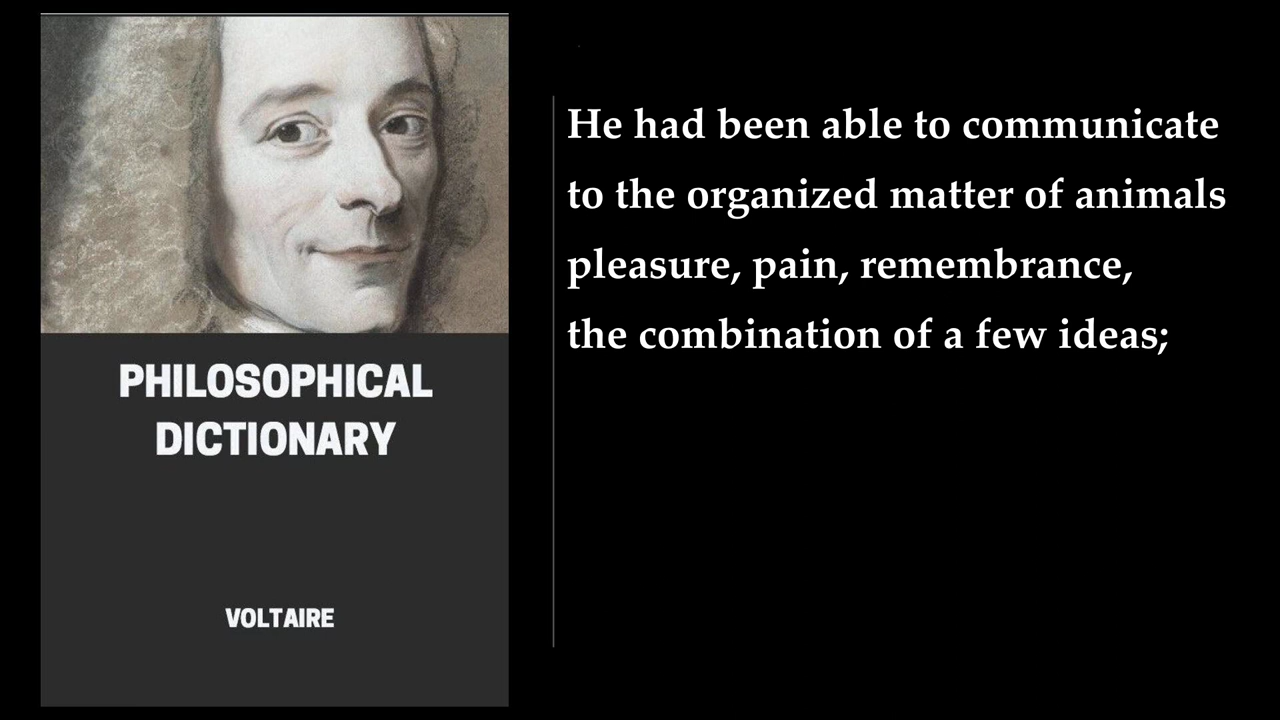 PHILOSOPHICAL
DICTIONARY
VOLTAIRE
He had been able to communicate
to the organized matter of animals
pleasure, pain, remembrance,
the combination of a few ideas;